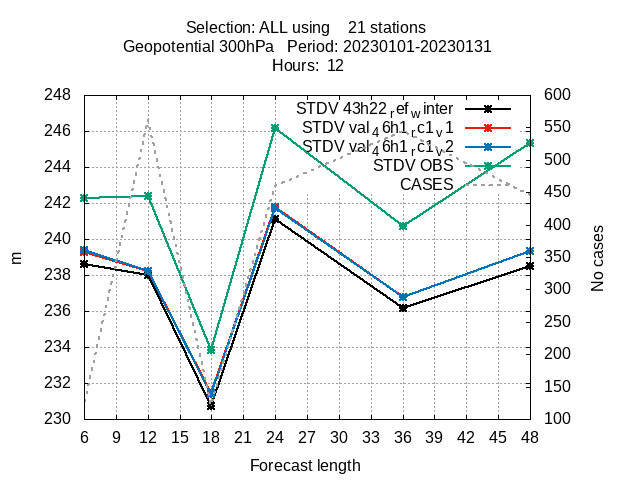 Selection: ALL using 21 stations
Geopotential 300hPa Period: 20230101-20230131
Hours: 12
248
246
244
242
240
238
236
234
232
230
m
600
550
500
450
400
350
300
250
200
150
100
No cases
STDV 43h22refwinter
STDV val46h1rc1v1
STDV val46h1rc1v2
STDV OBS
CASES
6 9 12 15 18 21 24 27 30 33 36 39 42 45 48
Forecast length